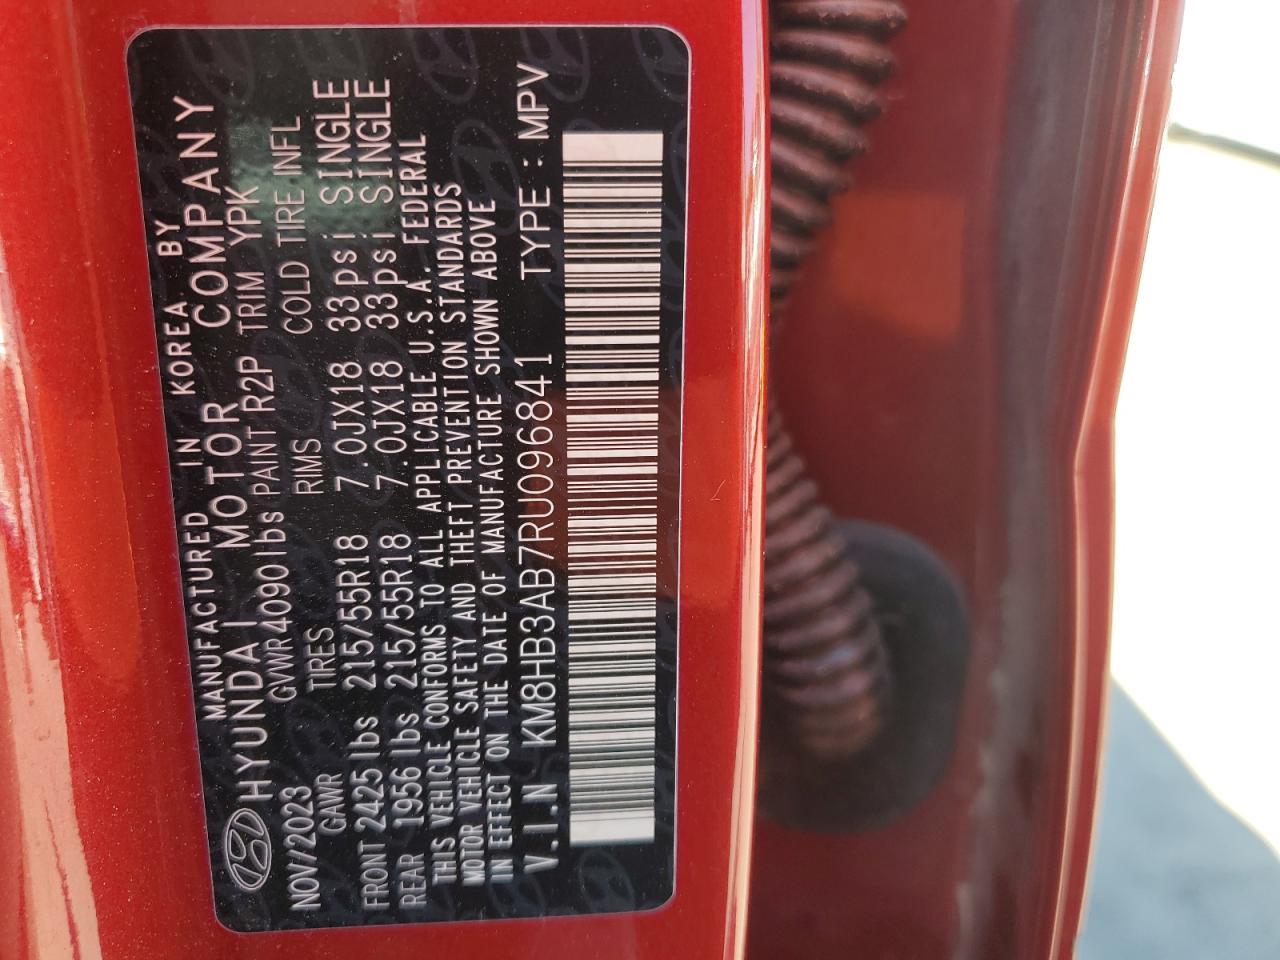 MANUFACTURED IN KOREA BY
HYUNDAI MOTOR COMPANY
NOV/2023 GVWR 4090lbs PAINT R2P TRIM YPK
GAWR TIRES RIMS COLD TIRE INFL
FRONT 2425 lbs 215/55R18 7.0JX18 33psi SINGLE
REAR 1956 lbs 215/55R18 7.0JX18 33psi SINGLE
THIS VEHICLE CONFORMS TO ALL APPLICABLE U.S.A. FEDERAL
MOTOR VEHICLE SAFETY AND THEFT PREVENTION STANDARDS
IN EFFECT ON THE DATE OF MANUFACTURE SHOWN ABOVE
V.I.N KM8HB3AB7RU096841 TYPE : MPV